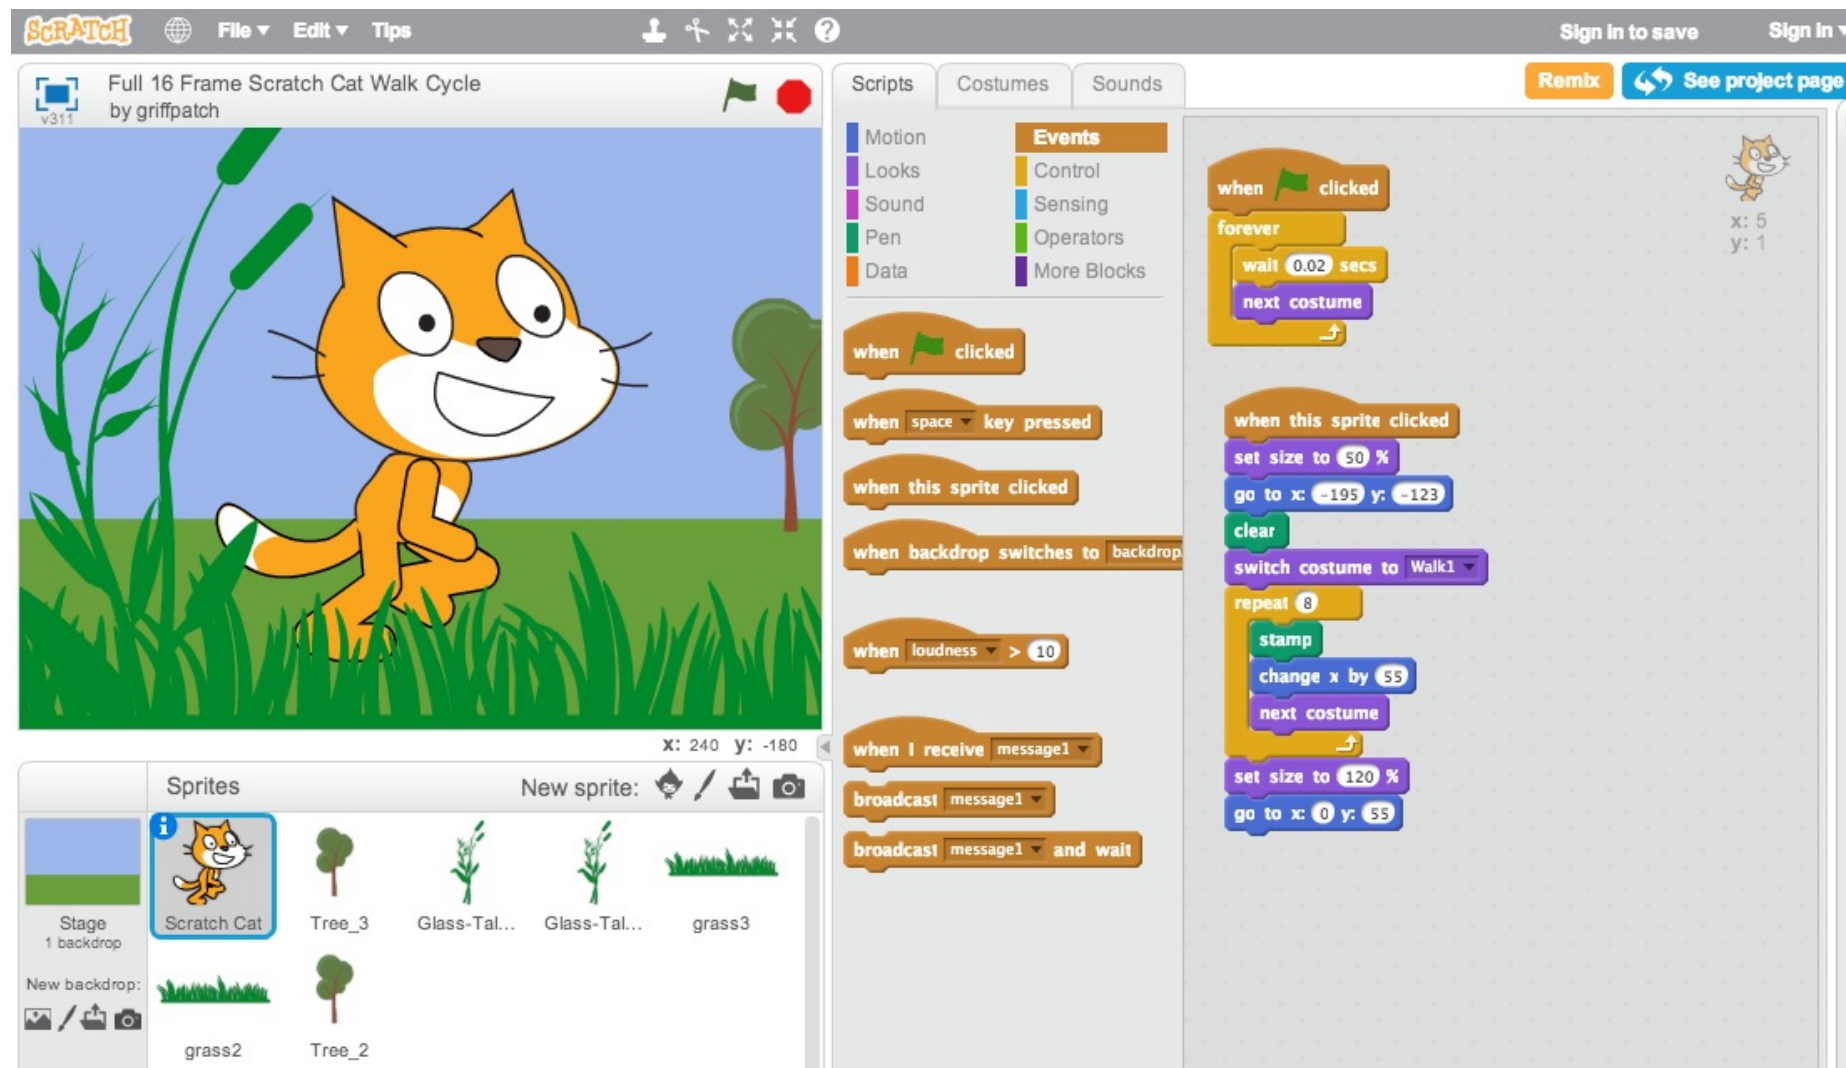 SCRATCH File Edit Tips ? Sign in to save Sign in
v311
Full 16 Frame Scratch Cat Walk Cycle
by griffpatch
Scripts Costumes Sounds
Remix See project page
Motion Events
Looks Control
Sound Sensing
Pen Operators
Data More Blocks
when clicked
when space key pressed
when this sprite clicked
when backdrop switches to backdrop
when loudness > 10
when I receive message1
broadcast message1
broadcast message1 and wait
when clicked
forever
wait 0.02 secs
next costume
x: 5
y: 1
when this sprite clicked
set size to 50 %
go to x: -195 y: -123
clear
switch costume to Walk1
repeat 8
stamp
change x by 55
next costume
set size to 120 %
go to x: 0 y: 55
x: 240 y: -180
Sprites New sprite:
Stage
1 backdrop
New backdrop:
i
Scratch Cat
Tree_3
Glass-Tal...
Glass-Tal...
grass3
grass2
Tree_2